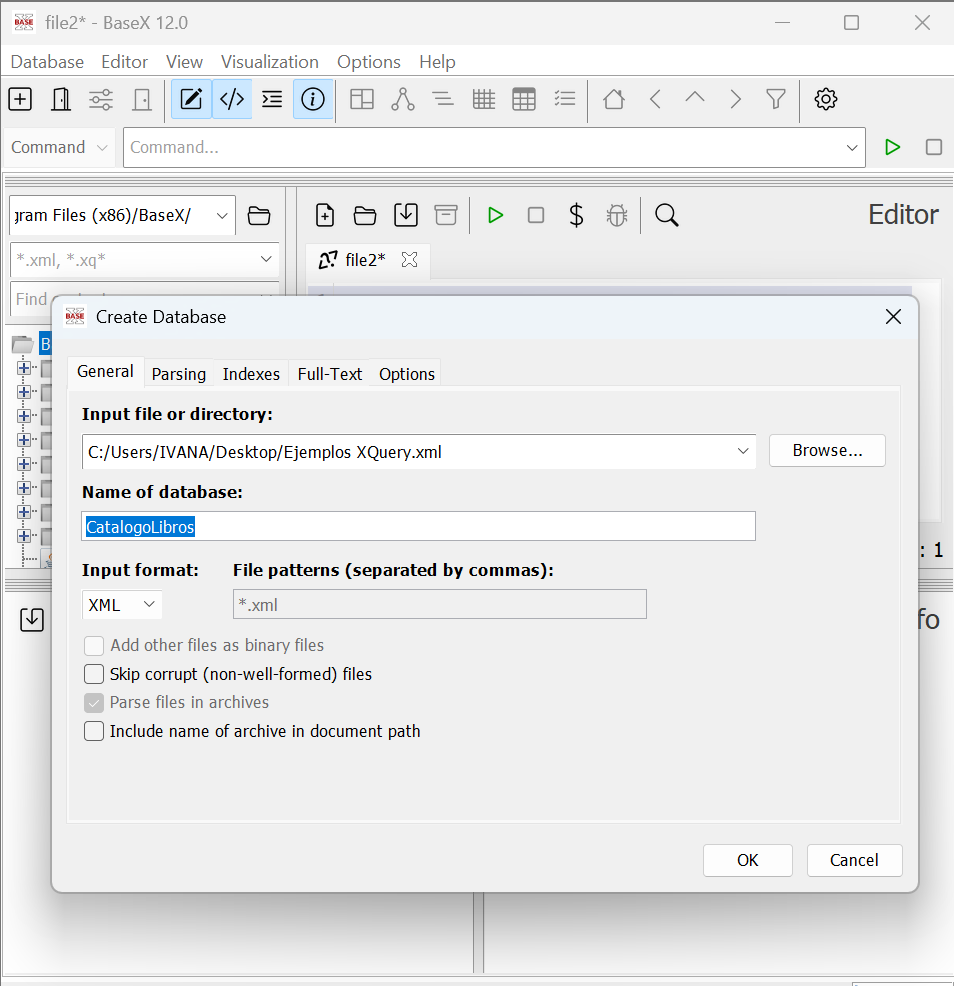 BASE file2* - BaseX 12.0
Database Editor View Visualization Options Help
Command Command...
gram Files (x86)/BaseX/
Editor
*.xml, *.xq*
file2*
Find
BASE Create Database
B
General Parsing Indexes Full-Text Options
Input file or directory:
C:/Users/IVANA/Desktop/Ejemplos XQuery.xml Browse...
Name of database:
CatalogoLibros
: 1
Input format: File patterns (separated by commas):
XML *.xml
fo
Add other files as binary files
Skip corrupt (non-well-formed) files
Parse files in archives
Include name of archive in document path
OK Cancel